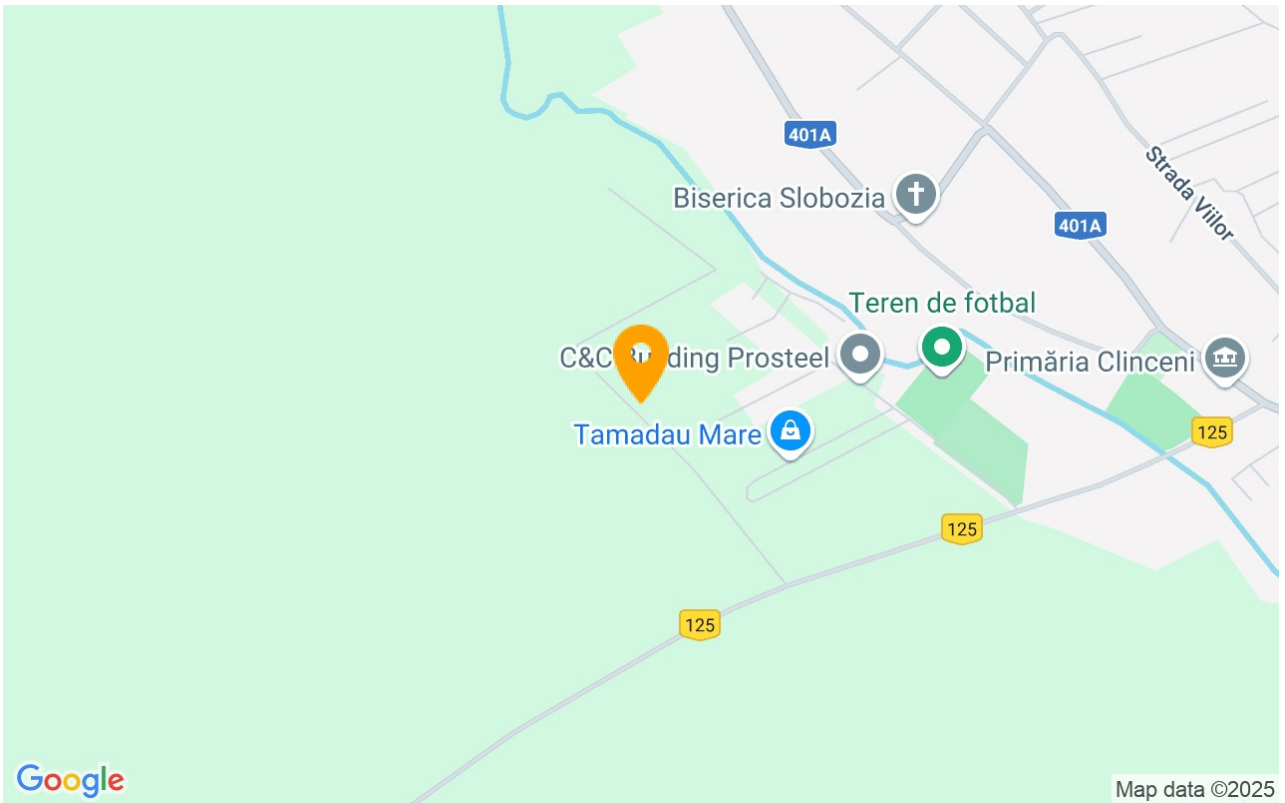 401A
Biserica Slobozia
Strada Viilor
401A
Teren de fotbal
C&C Building Prosteel
Primăria Clinceni
Tamadau Mare
125
125
125
Google
Map data ©2025